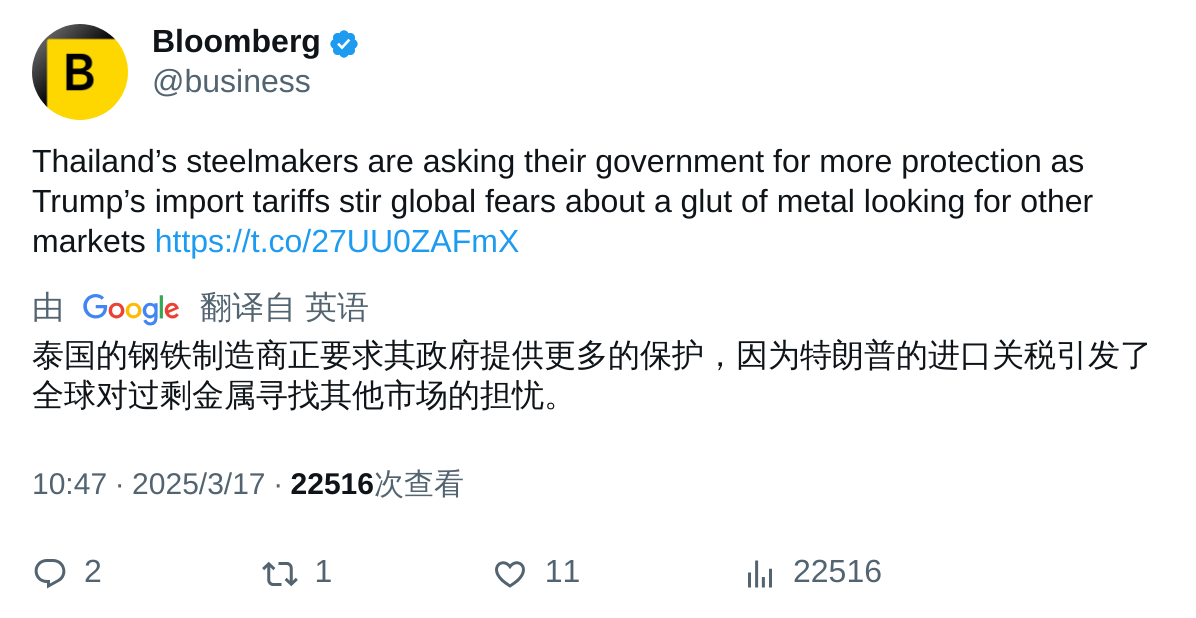 B
Bloomberg
@business
Thailand’s steelmakers are asking their government for more protection as
Trump’s import tariffs stir global fears about a glut of metal looking for other
markets https://t.co/27UU0ZAFmX
由 Google 翻译自 英语
泰国的钢铁制造商正要求其政府提供更多的保护，因为特朗普的进口关税引发了
全球对过剩金属寻找其他市场的担忧。
10:47 · 2025/3/17 · 22516次查看
2 1 11 22516